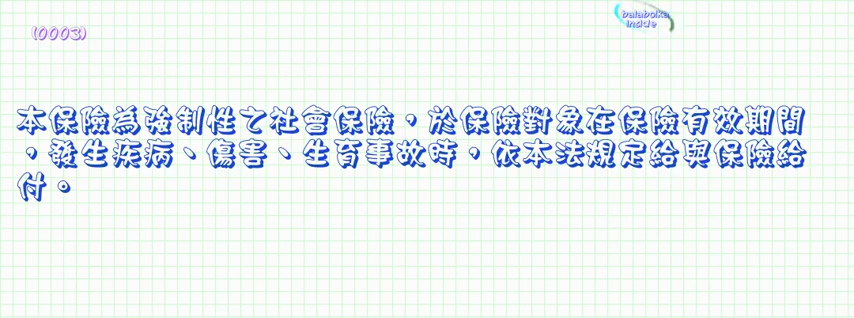 balabolka
inside
(0003)
本保險為強制性之社會保險，於保險對象在保險有效期間
，發生疾病、傷害、生育事故時，依本法規定給與保險給
付。